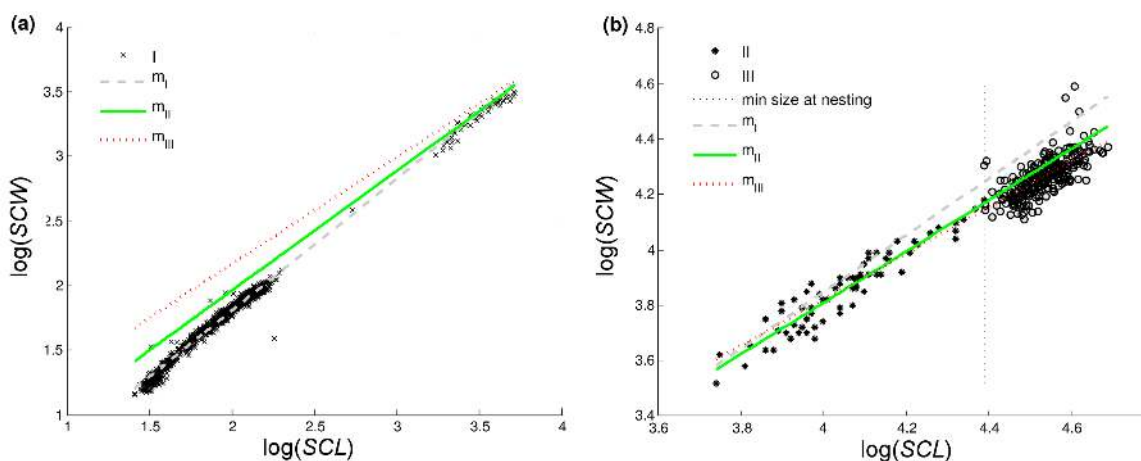 (a)
4
3.5
3
2.5
2
1.5
1
log(SCW)
I
m_I
m_II
m_III
1 1.5 2 2.5 3 3.5 4
log(SCL)
(b)
4.8
4.6
4.4
4.2
4
3.8
3.6
3.4
log(SCW)
II
III
min size at nesting
m_I
m_II
m_III
3.6 3.8 4 4.2 4.4 4.6
log(SCL)